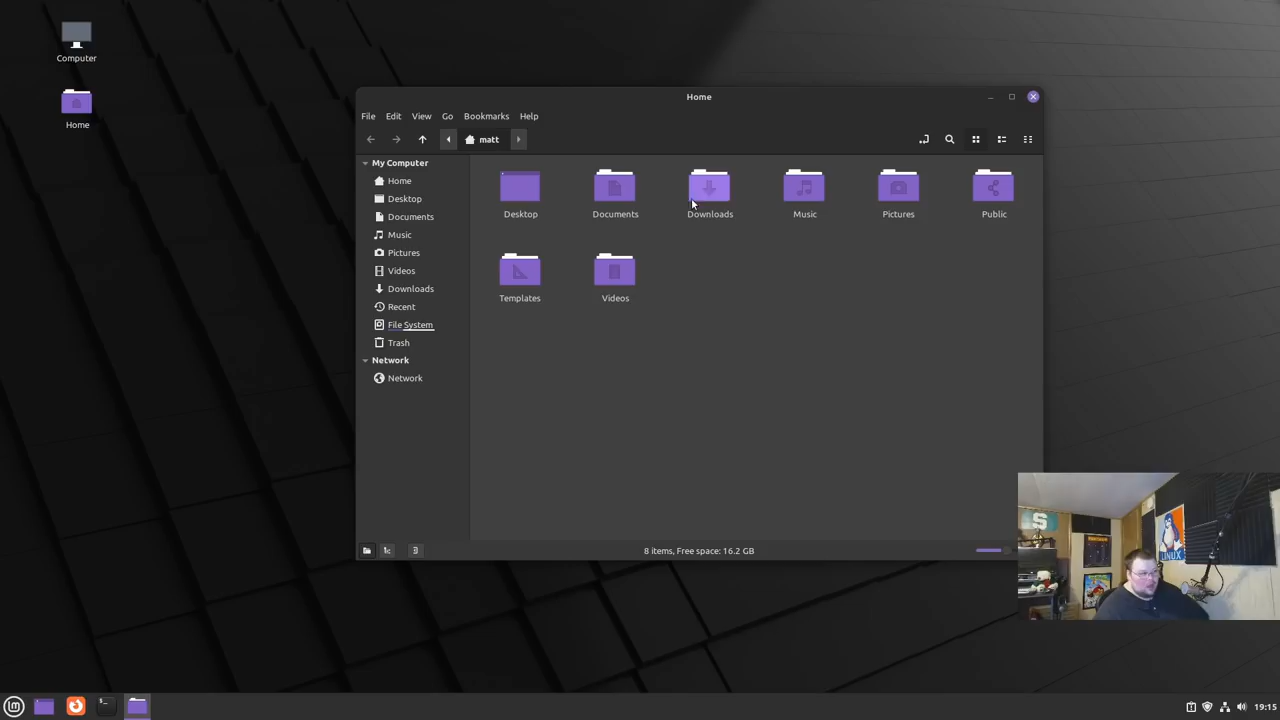 Computer
Home
Home
File Edit View Go Bookmarks Help
matt
My Computer
Home
Desktop
Documents
Music
Pictures
Videos
Downloads
Recent
File System
Trash
Network
Network
Desktop Documents Downloads Music Pictures Public
Templates Videos
8 items, Free space: 16.2 GB
S
LINUX
19:15